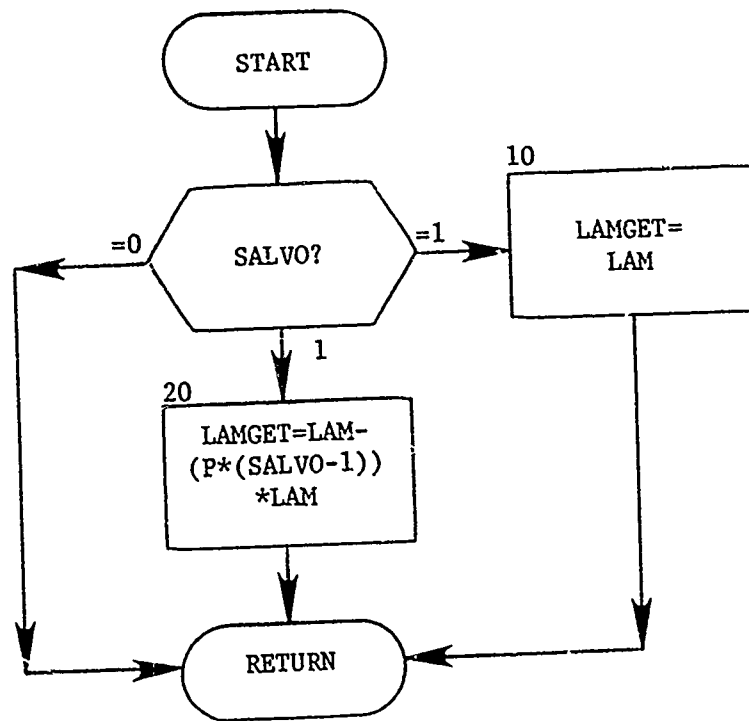 START
10
=0
SALVO?
=1
LAMGET=
LAM
1
20
LAMGET=LAM-
(P*(SALVO-1))
*LAM
RETURN